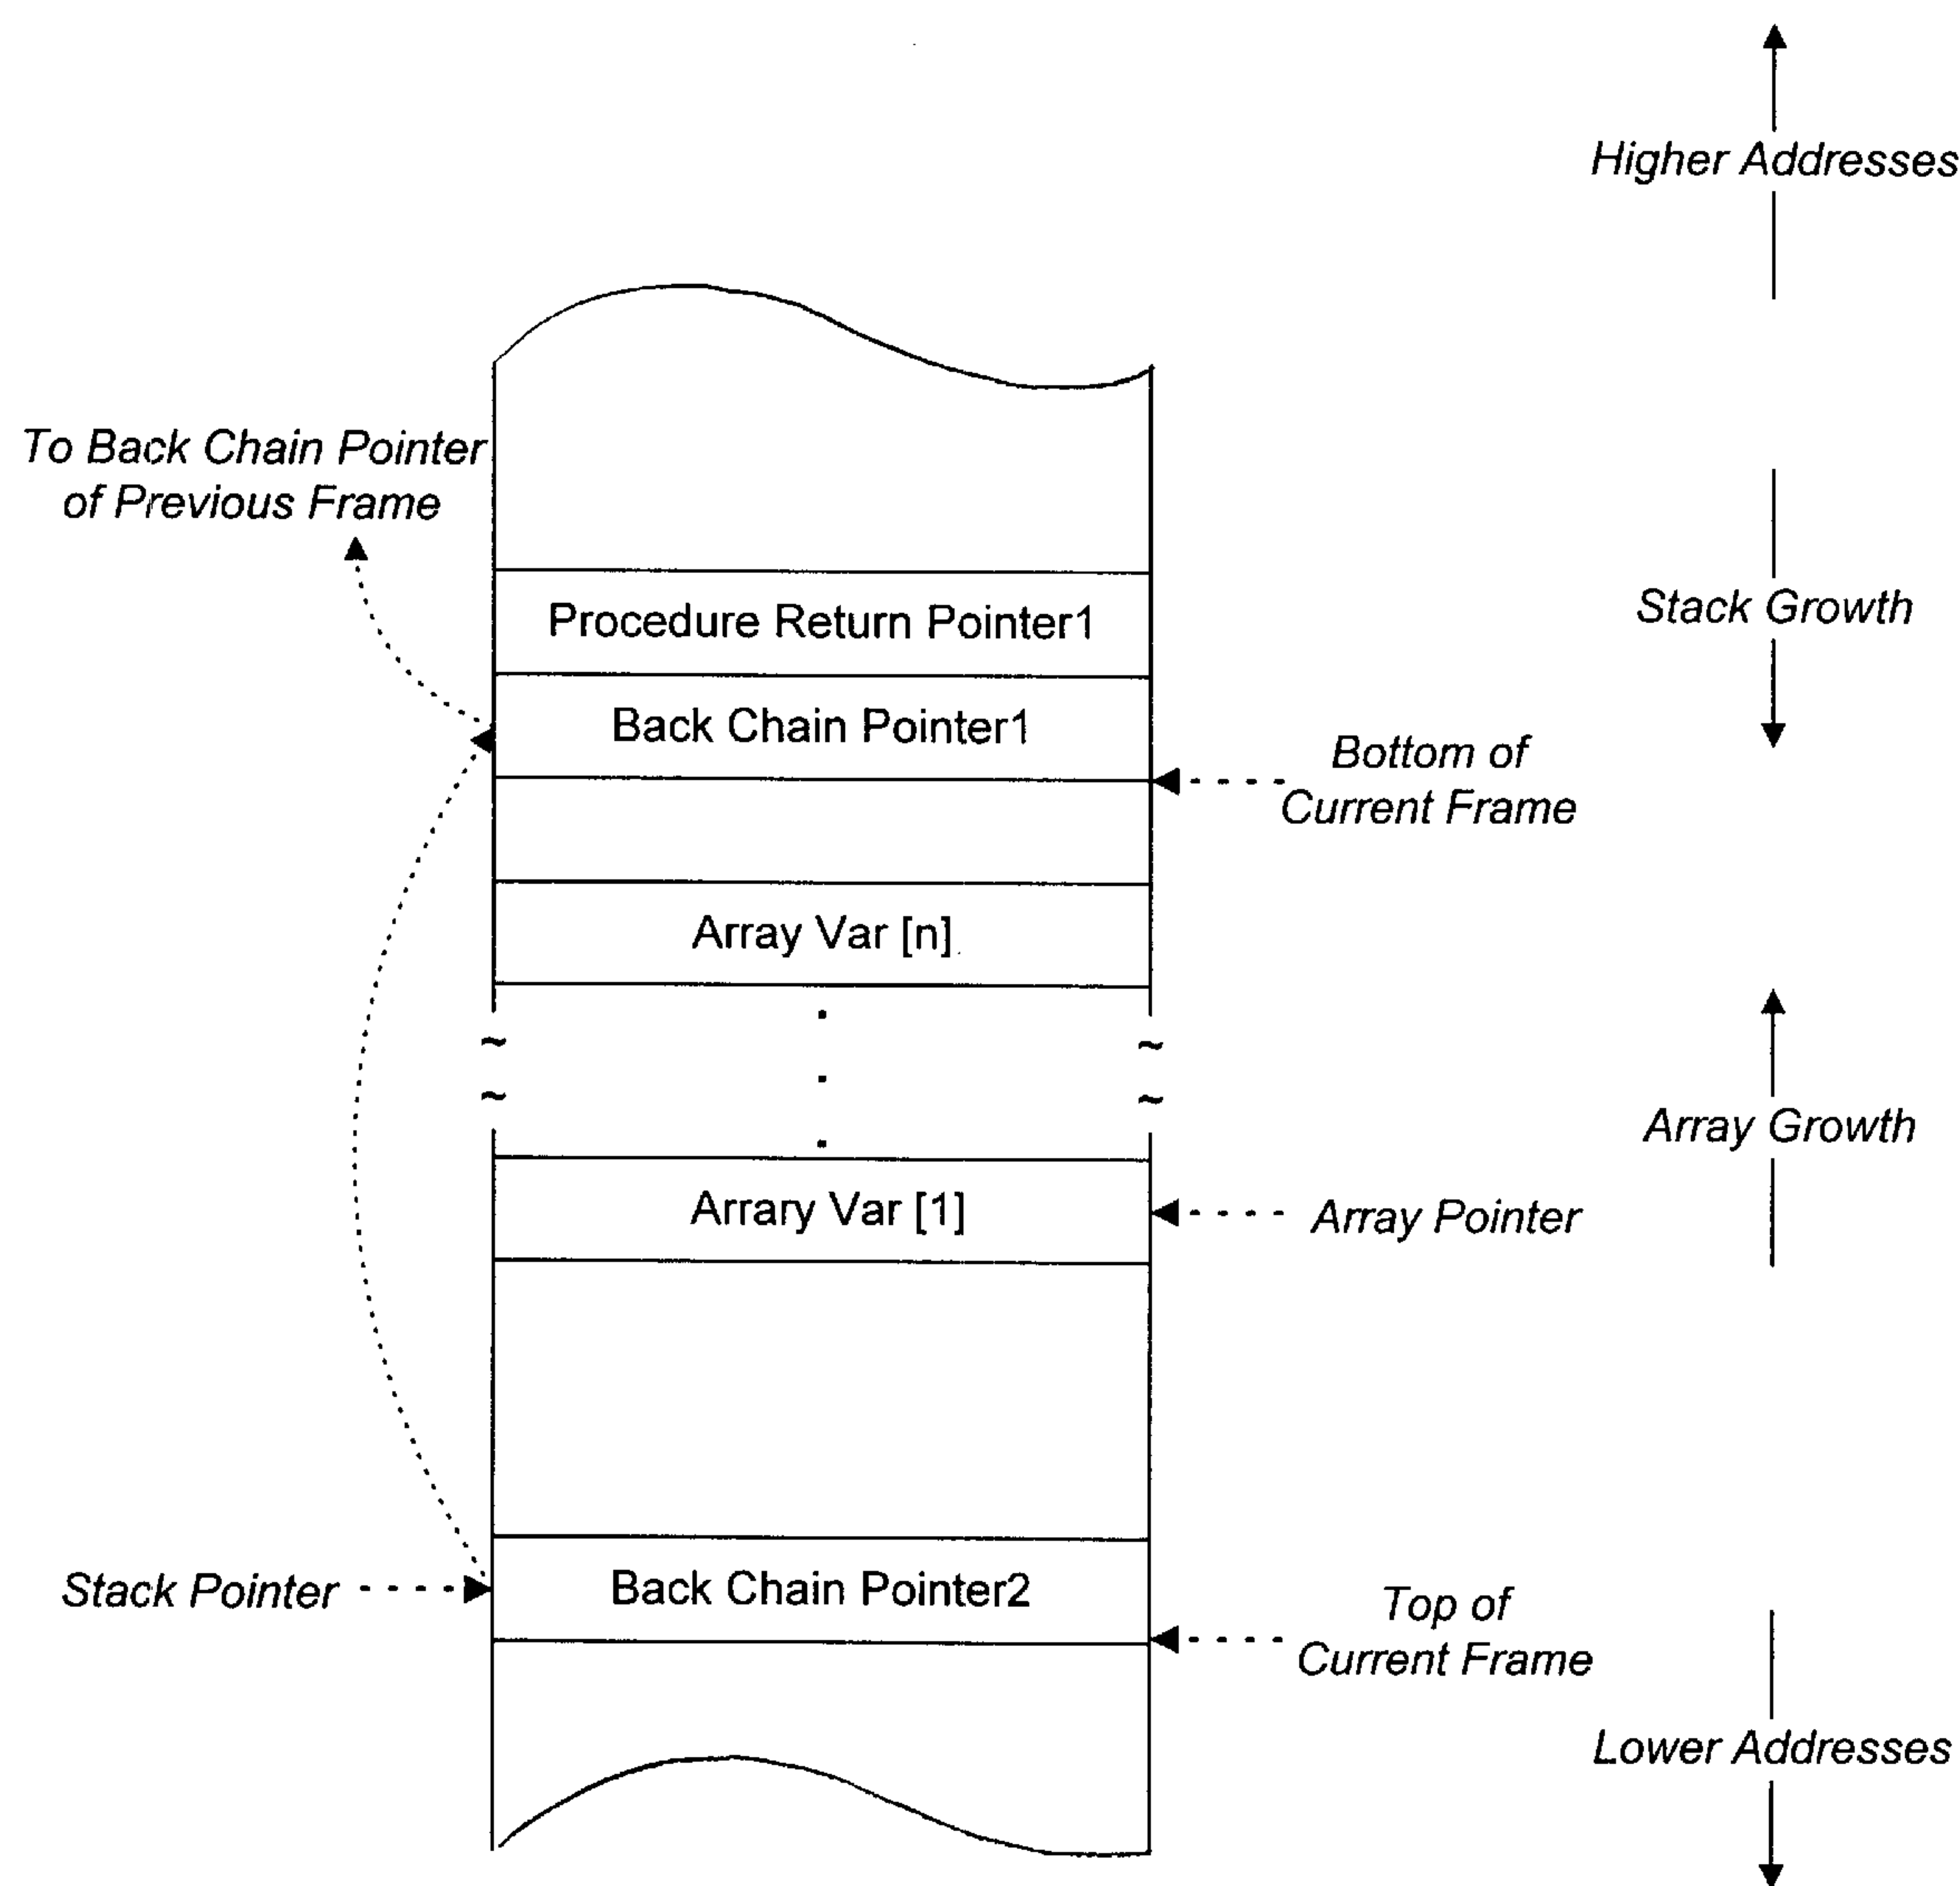 Higher Addresses
To Back Chain Pointer
of Previous Frame
Procedure Return Pointer1
Stack Growth
Back Chain Pointer1
Bottom of
Current Frame
Array Var [n]
~ ~
~ ~
Array Growth
Arrary Var [1]
Array Pointer
Stack Pointer
Back Chain Pointer2
Top of
Current Frame
Lower Addresses